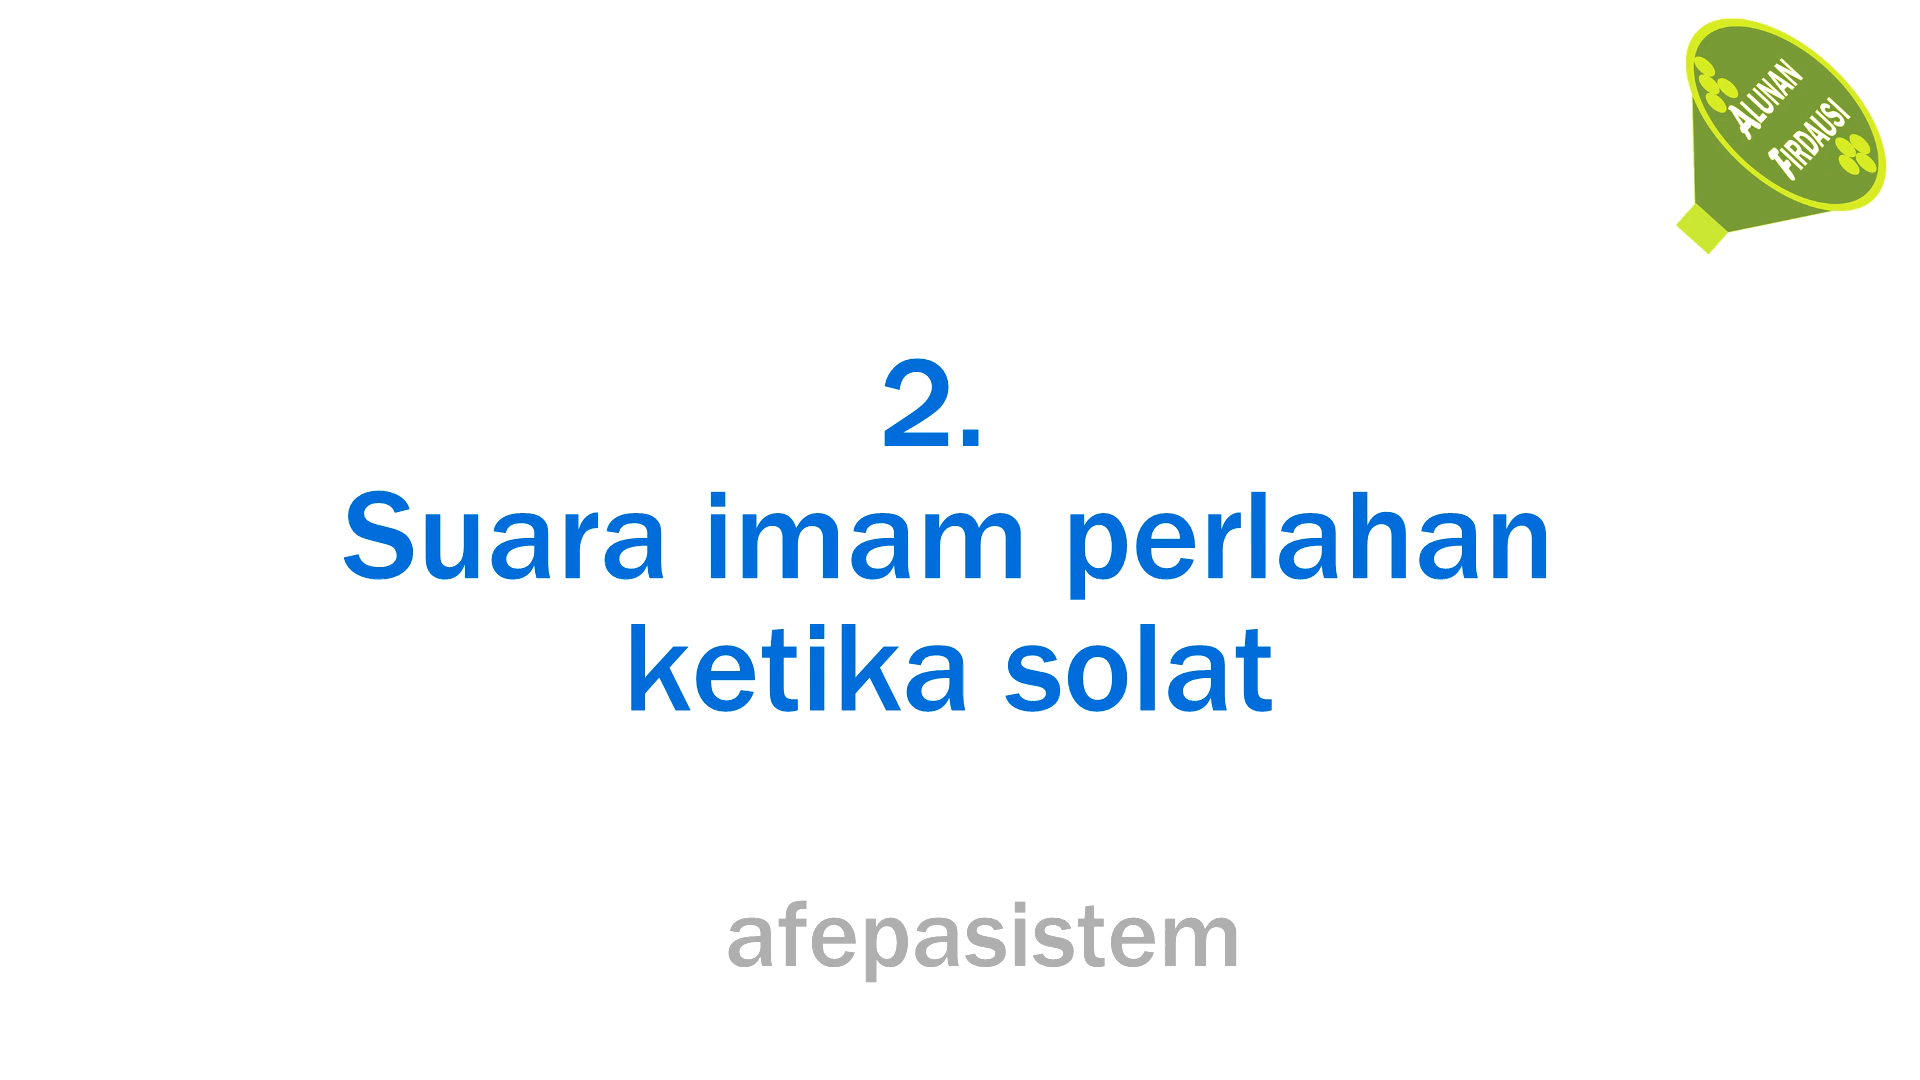 ALUNAN
FIRDAUSI
2.
Suara imam perlahan
ketika solat
afepasistem